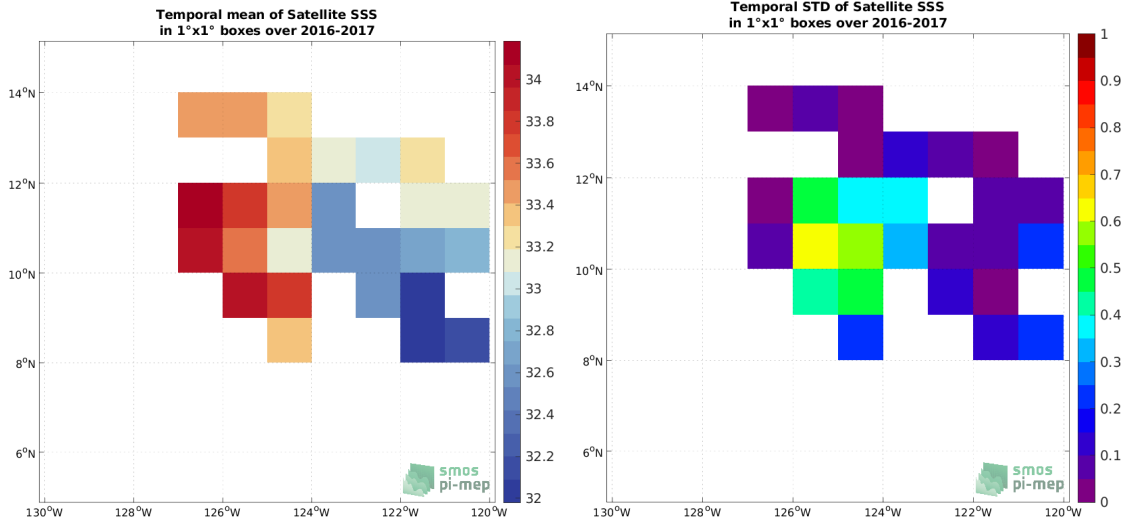 Temporal mean of Satellite SSS
in 1°x1° boxes over 2016-2017
14°N
12°N
10°N
8°N
6°N
130°W
128°W
126°W
124°W
122°W
120°W
34
33.8
33.6
33.4
33.2
33
32.8
32.6
32.4
32.2
32
smos
pi-mep
Temporal STD of Satellite SSS
in 1°x1° boxes over 2016-2017
14°N
12°N
10°N
8°N
6°N
130°W
128°W
126°W
124°W
122°W
120°W
1
0.9
0.8
0.7
0.6
0.5
0.4
0.3
0.2
0.1
0
smos
pi-mep